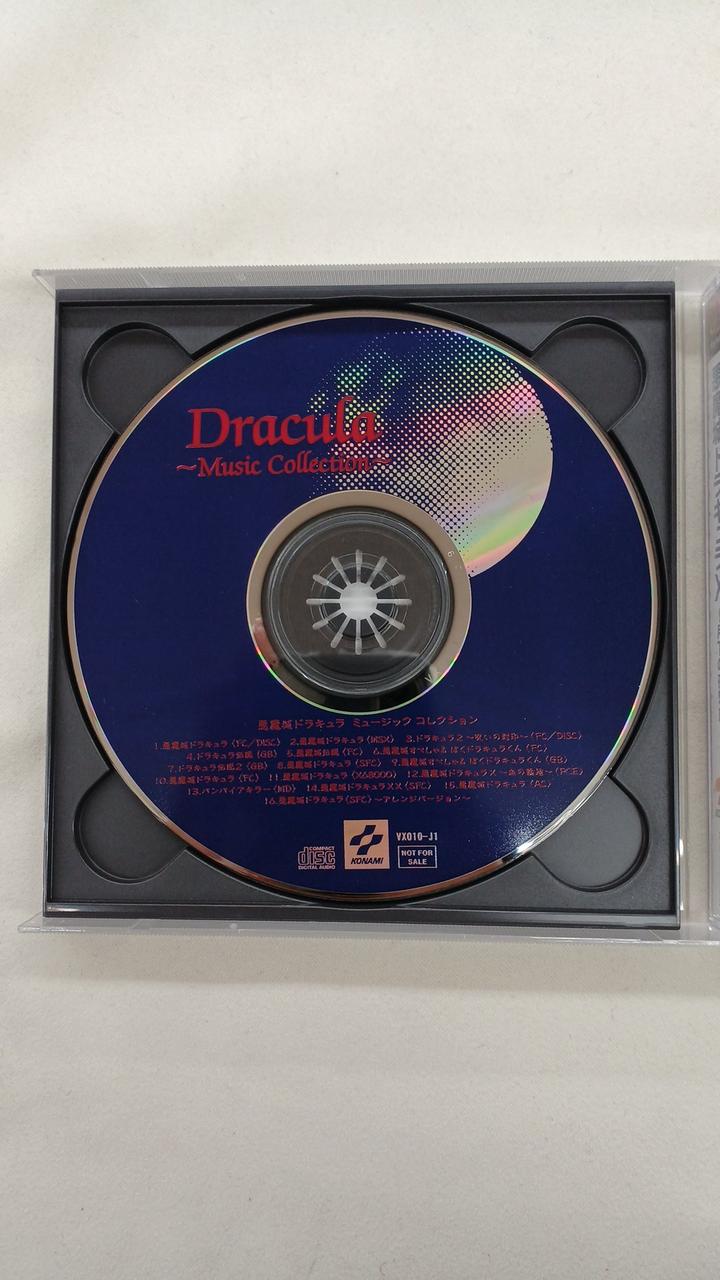 Dracula
~Music Collection~
6
悪魔城ドラキュラ ミュージック コレクション
1.悪魔城ドラキュラ(FC/DISC) 2.悪魔城ドラキュラ(MSX) 3.ドラキュラ2~呪いの封印~(FC/DISC)
4.ドラキュラ伝説(GB) 5.悪魔城伝説(FC) 6.悪魔城すぺしゃる ぼくドラキュラくん(FC)
7.ドラキュラ伝説2(GB) 8.悪魔城ドラキュラ(SFC) 9.悪魔城すぺしゃる ぼくドラキュラくん(GB)
10.悪魔城ドラキュラ(FC) 11.悪魔城ドラキュラ(X68000) 12.悪魔城ドラキュラX~血の輪廻~(PCE)
13.バンパイアキラー(MD) 14.悪魔城ドラキュラXX(SFC) 15.悪魔城ドラキュラ(AC)
16.悪魔城ドラキュラ(SFC)~アレンジバージョン~
COMPACT
disc
DIGITAL AUDIO
KONAMI
VX010-J1
NOT FOR
SALE